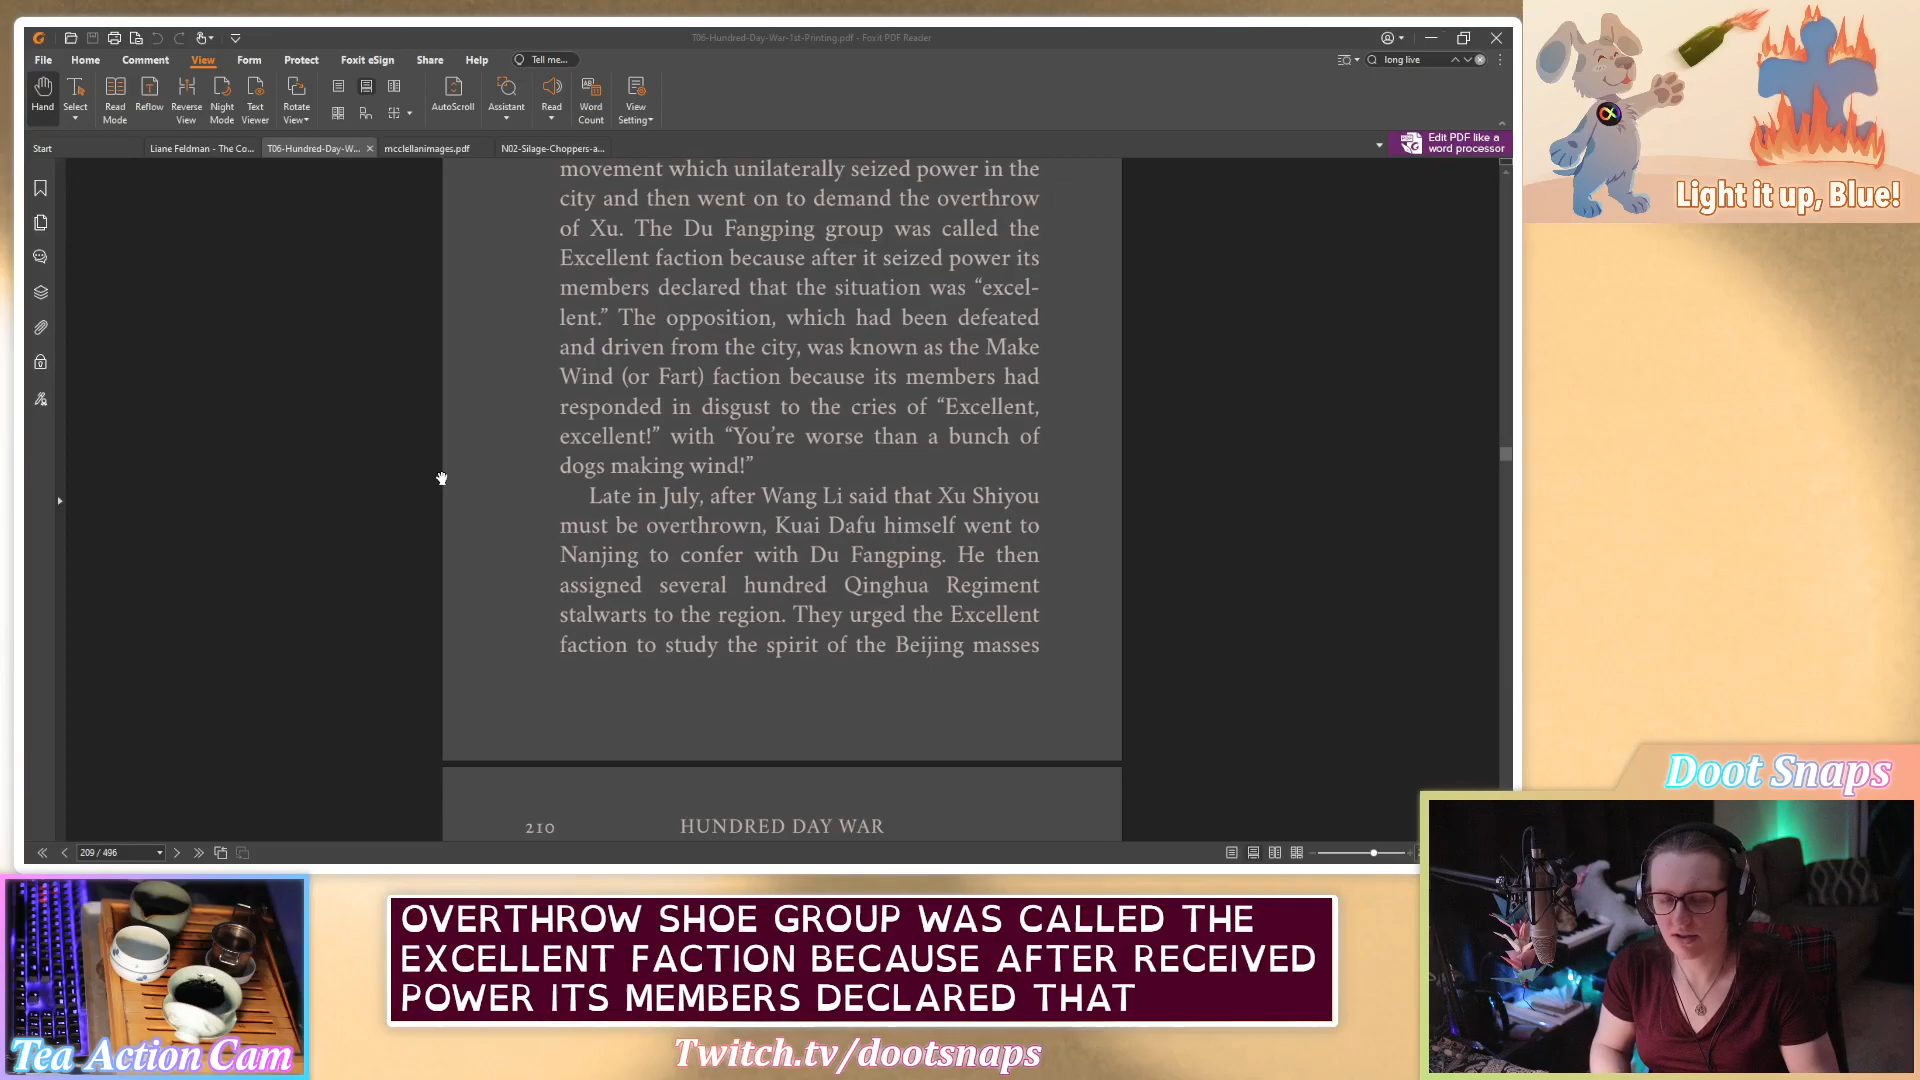 T06-Hundred-Day-War-1st-Printing.pdf - Foxit PDF Reader
File Home Comment View Form Protect Foxit eSign Share Help Tell me... long live
Hand Select Read Mode Reflow Reverse View Night Mode Text Viewer Rotate View AutoScroll Assistant Read Word Count View Setting
Start Liane Feldman - The Co... T06-Hundred-Day-W... mcclellanimages.pdf N02-Silage-Choppers-a...
Edit PDF like a
word processor
movement which unilaterally seized power in the
city and then went on to demand the overthrow
of Xu. The Du Fangping group was called the
Excellent faction because after it seized power its
members declared that the situation was “excel-
lent.” The opposition, which had been defeated
and driven from the city, was known as the Make
Wind (or Fart) faction because its members had
responded in disgust to the cries of “Excellent,
excellent!” with “You’re worse than a bunch of
dogs making wind!”
Late in July, after Wang Li said that Xu Shiyou
must be overthrown, Kuai Dafu himself went to
Nanjing to confer with Du Fangping. He then
assigned several hundred Qinghua Regiment
stalwarts to the region. They urged the Excellent
faction to study the spirit of the Beijing masses
210 HUNDRED DAY WAR
209 / 496
Light it up, Blue!
Doot Snaps
OVERTHROW SHOE GROUP WAS CALLED THE
EXCELLENT FACTION BECAUSE AFTER RECEIVED
POWER ITS MEMBERS DECLARED THAT
Tea Action Cam
Twitch.tv/dootsnaps